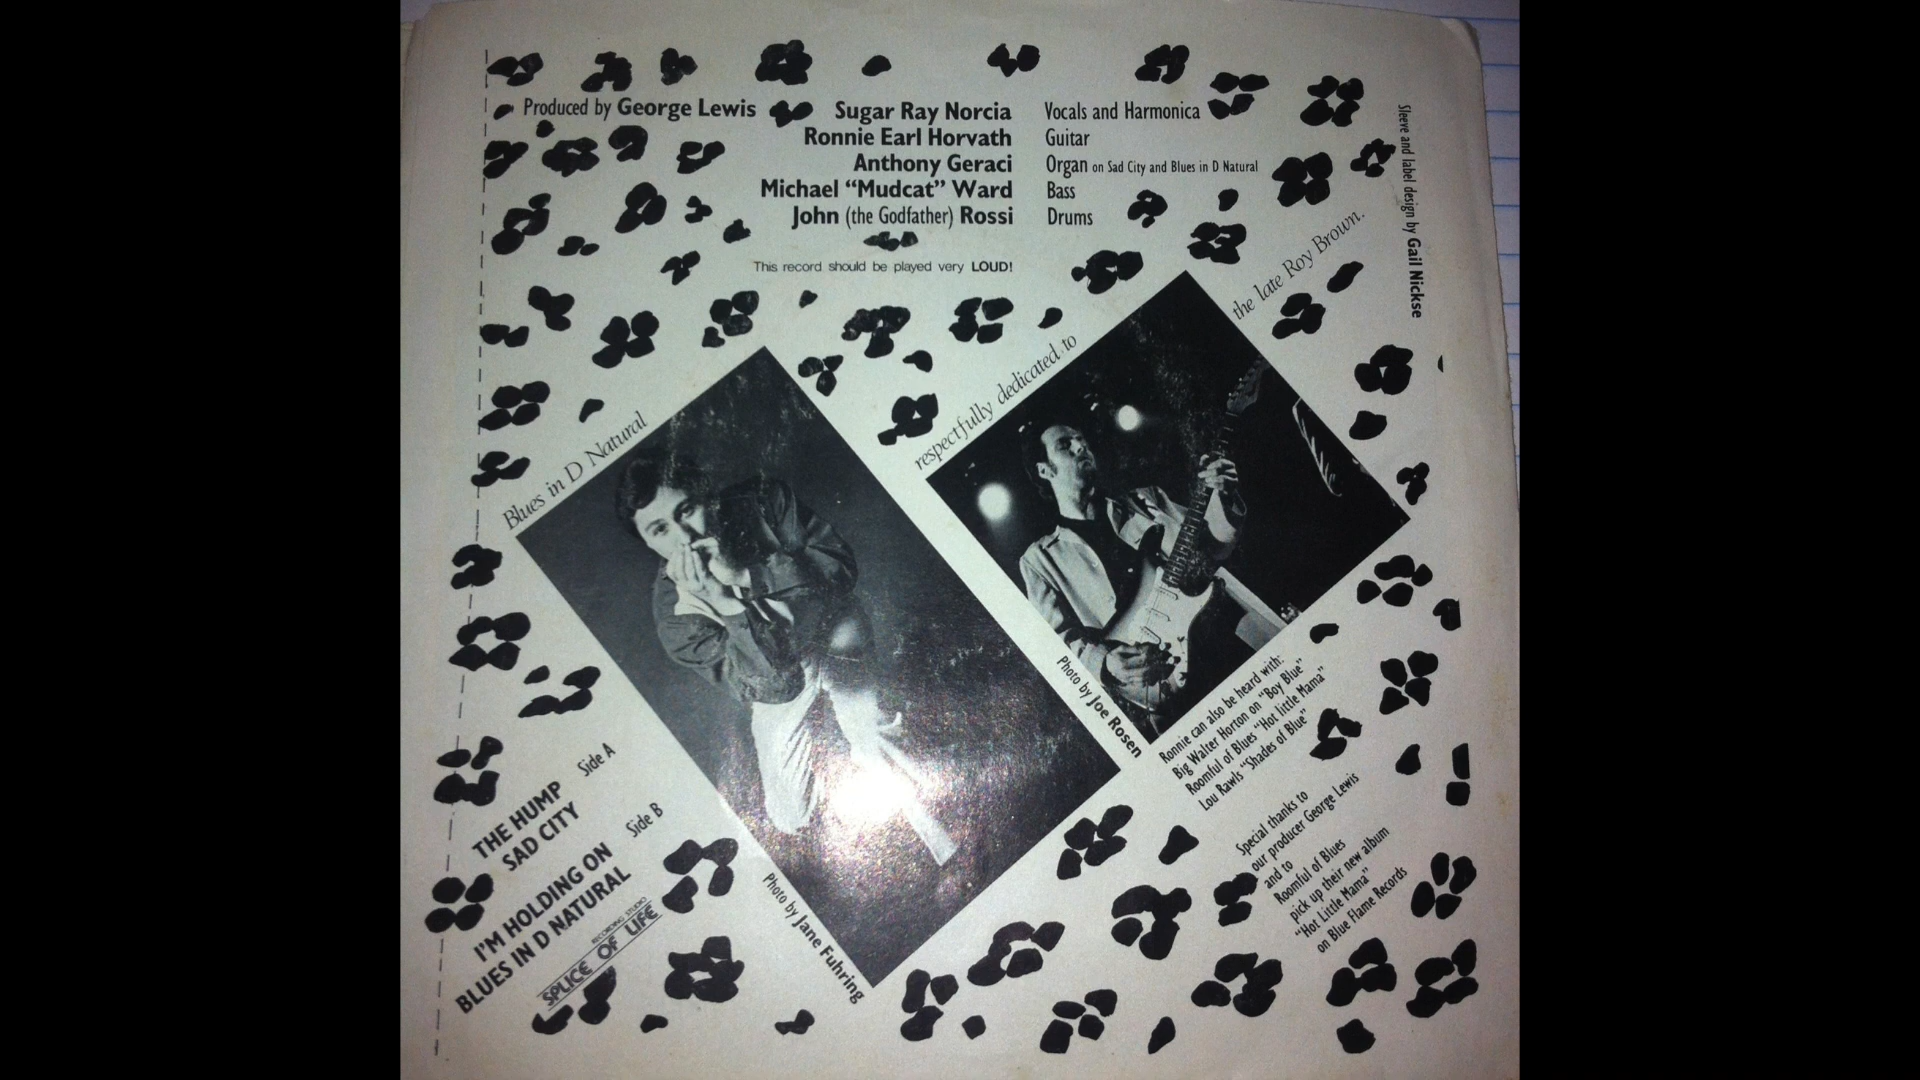 Produced by George Lewis
Sugar Ray Norcia Vocals and Harmonica
Ronnie Earl Horvath Guitar
Anthony Geraci Organ on Sad City and Blues in D Natural
Michael “Mudcat” Ward Bass
John (the Godfather) Rossi Drums
This record should be played very LOUD!
Sleeve and label design by Gail Nickse
Blues in D Natural
respectfully dedicated to
the late Roy Brown.
Photo by Joe Rosen
Ronnie can also be heard with:
Big Walter Horton on “Boy Blue”
Roomful of Blues “Hot little Mama”
Lou Rawls “Shades of Blue”
Special thanks to
our producer George Lewis
and to
Roomful of Blues
pick up their new album
“Hot Little Mama”
on Blue Flame Records
Side A
THE HUMP
SAD CITY
Side B
I'M HOLDING ON
BLUES IN D NATURAL
RECORDING STUDIO
SPLICE OF LIFE
Photo by Jane Fuhring